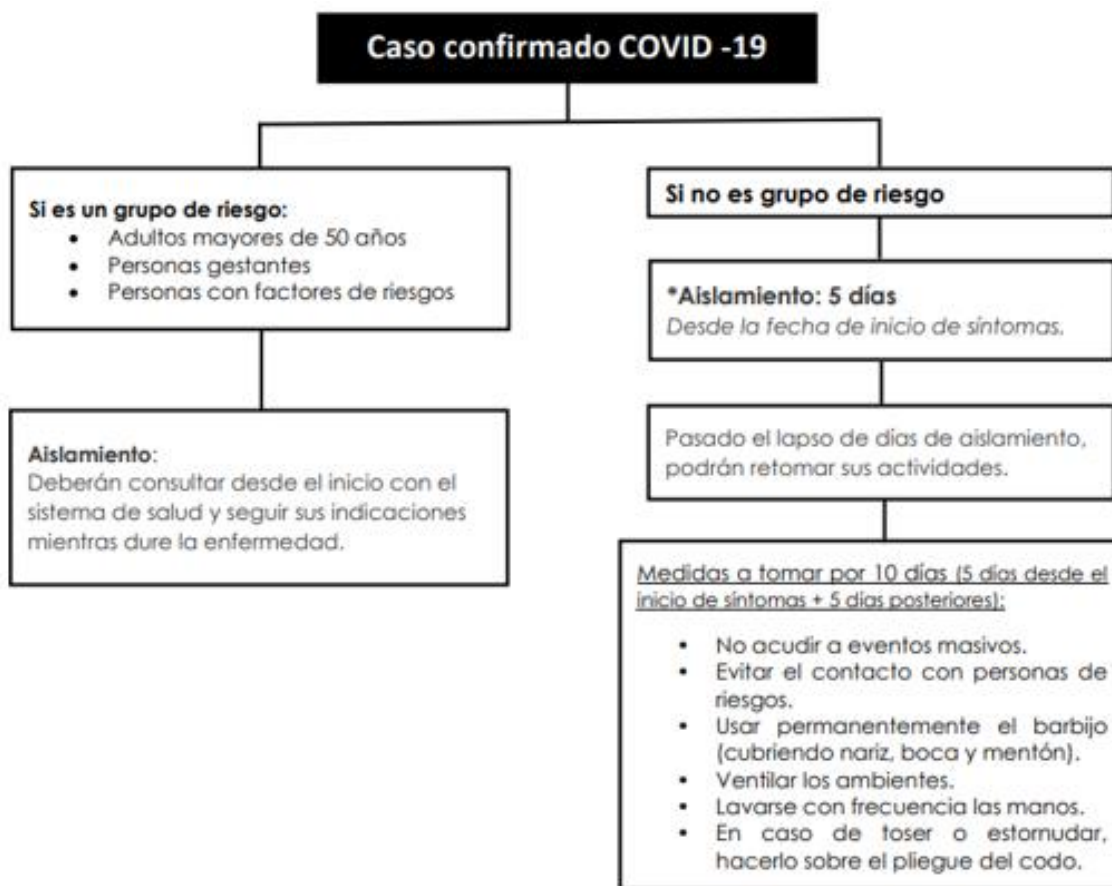 Caso confirmado COVID -19
Si es un grupo de riesgo:
• Adultos mayores de 50 años
• Personas gestantes
• Personas con factores de riesgos
Aislamiento:
Deberán consultar desde el inicio con el
sistema de salud y seguir sus indicaciones
mientras dure la enfermedad.
Si no es grupo de riesgo
*Aislamiento: 5 días
Desde la fecha de inicio de síntomas.
Pasado el lapso de días de aislamiento,
podrán retomar sus actividades.
Medidas a tomar por 10 días (5 días desde el
inicio de síntomas + 5 días posteriores):
• No acudir a eventos masivos.
• Evitar el contacto con personas de
riesgos.
• Usar permanentemente el barbijo
(cubriendo nariz, boca y mentón).
• Ventilar los ambientes.
• Lavarse con frecuencia las manos.
• En caso de toser o estornudar,
hacerlo sobre el pliegue del codo.